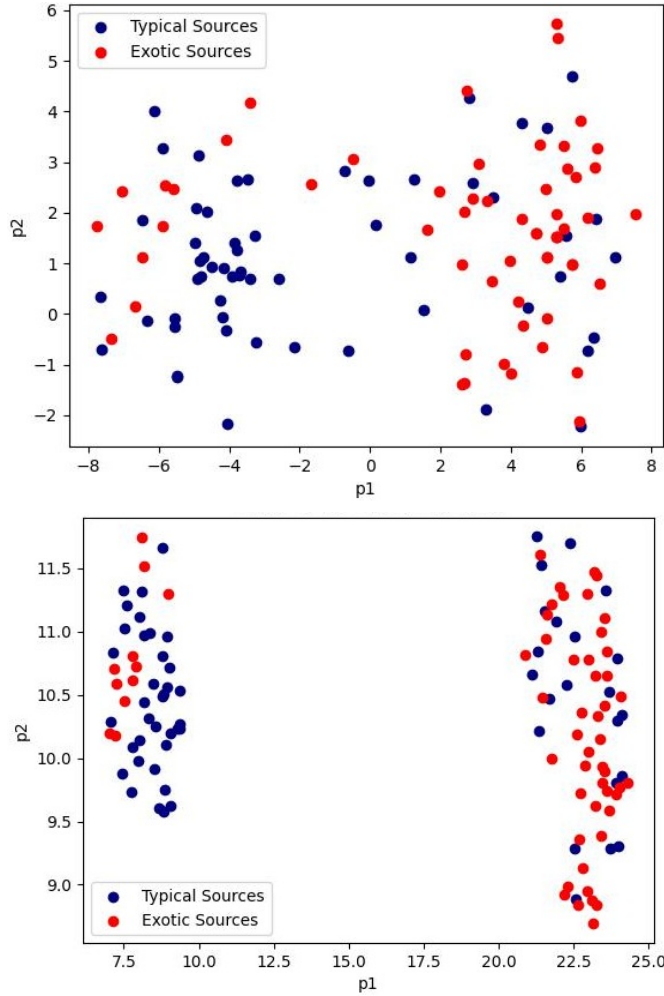 6
5
4
3
2
1
0
−1
−2
p2
Typical Sources
Exotic Sources
−8 −6 −4 −2 0 2 4 6 8
p1
11.5
11.0
10.5
10.0
9.5
9.0
p2
Typical Sources
Exotic Sources
7.5 10.0 12.5 15.0 17.5 20.0 22.5 25.0
p1